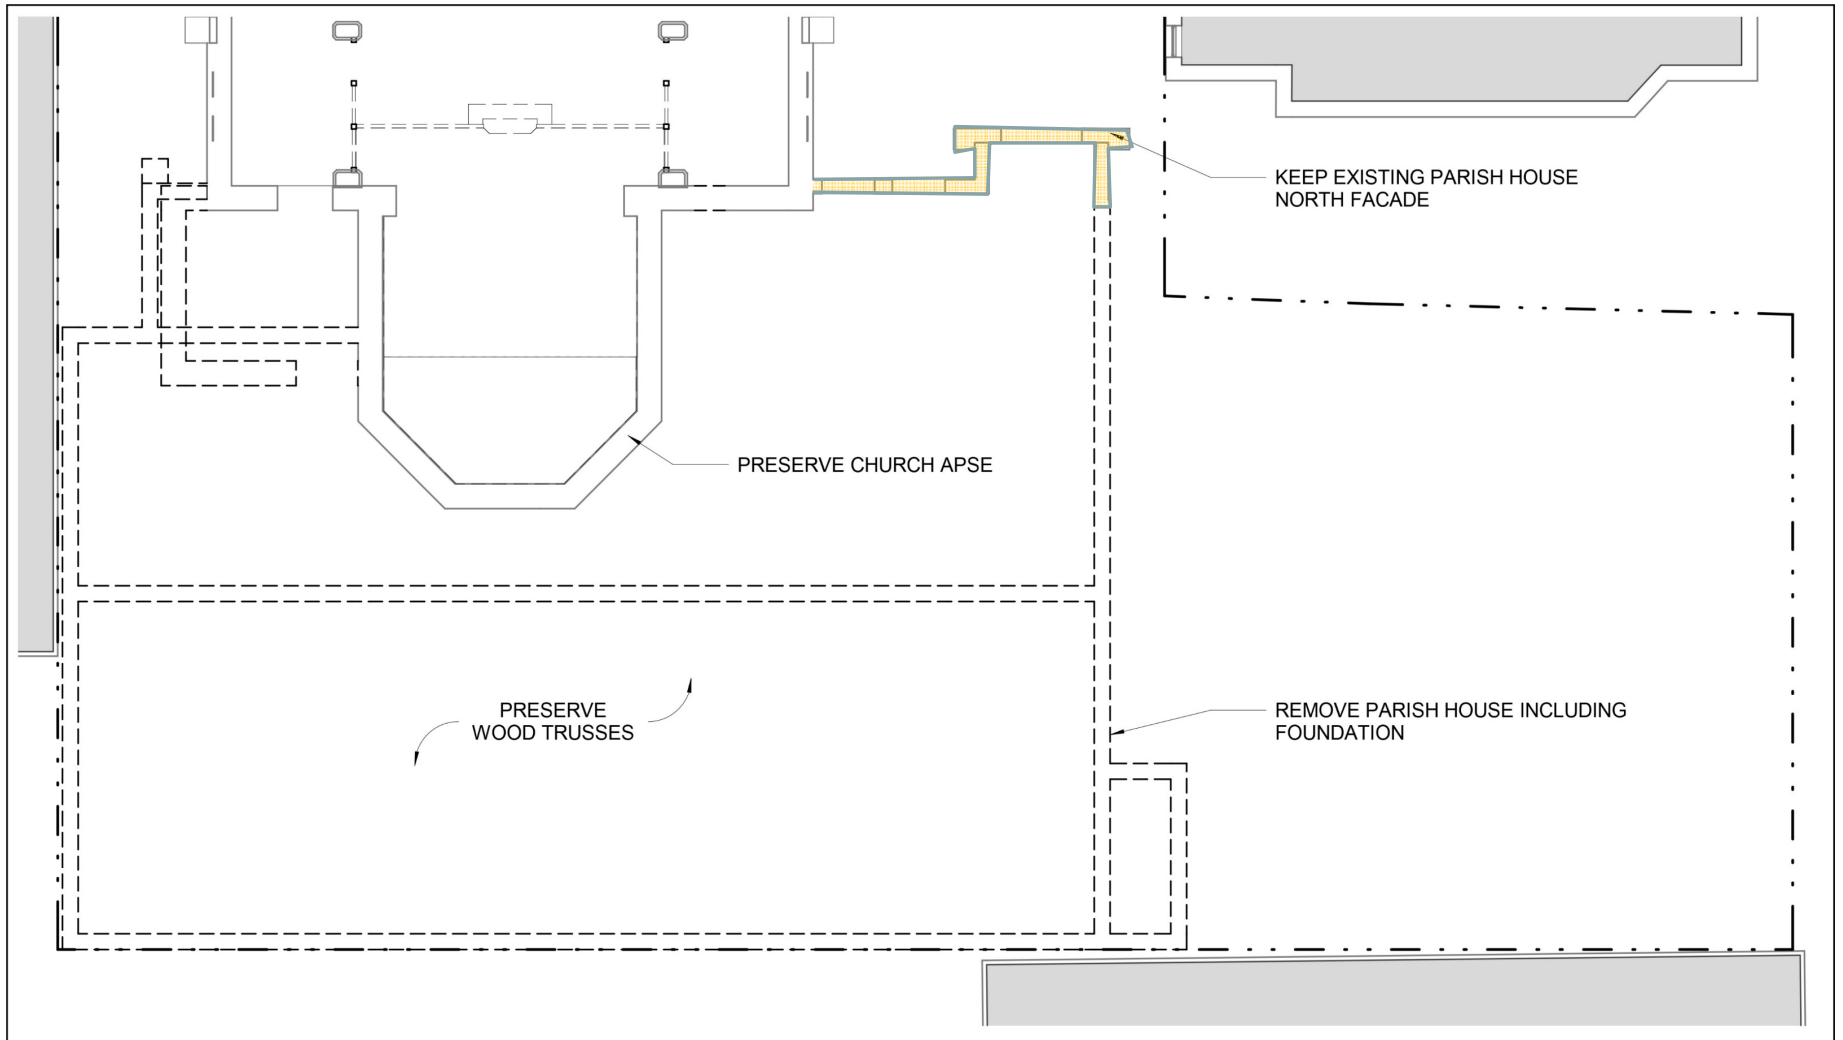 KEEP EXISTING PARISH HOUSE
NORTH FACADE
PRESERVE CHURCH APSE
PRESERVE
WOOD TRUSSES
REMOVE PARISH HOUSE INCLUDING
FOUNDATION